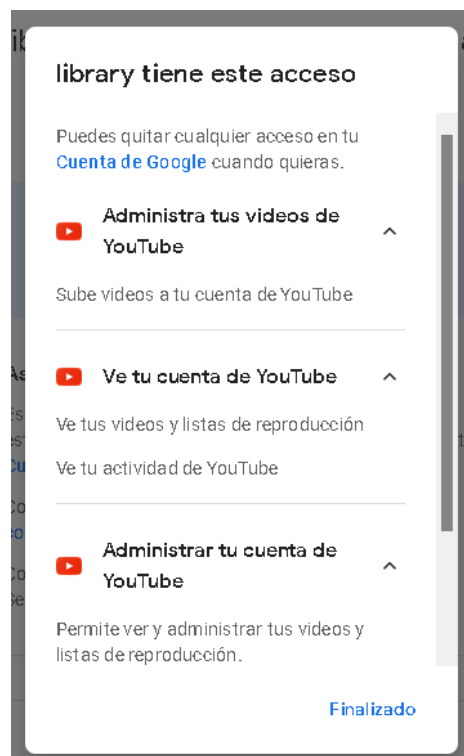 library tiene este acceso
Puedes quitar cualquier acceso en tu
Cuenta de Google cuando quieras.
Administra tus videos de
YouTube
Sube videos a tu cuenta de YouTube
Ve tu cuenta de YouTube
Ve tus videos y listas de reproducción
Ve tu actividad de YouTube
Administrar tu cuenta de
YouTube
Permite ver y administrar tus videos y
listas de reproducción.
Finalizado